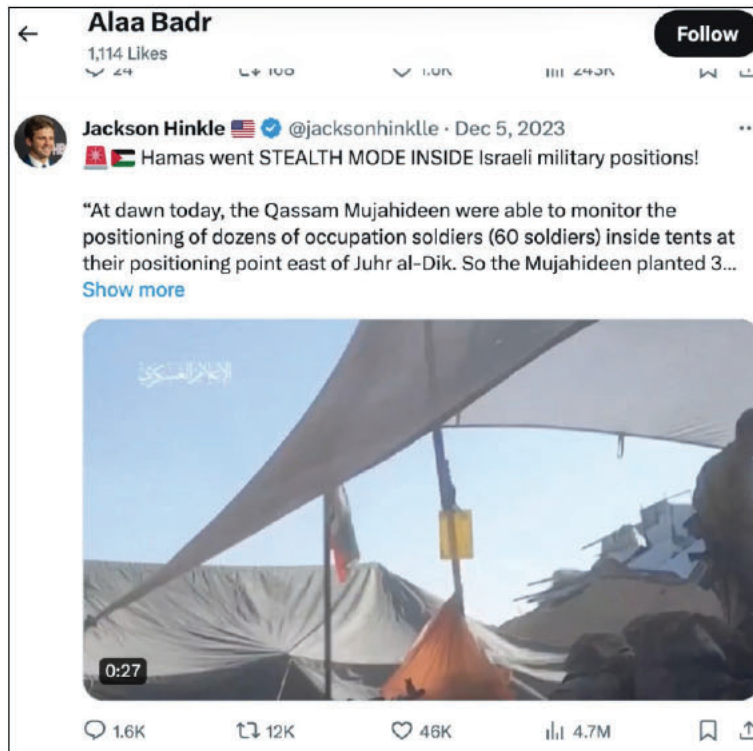 Alaa Badr
Follow
1,114 Likes
Jackson Hinkle 🇺🇸 @jacksonhinklle · Dec 5, 2023
🚨🇵🇸 Hamas went STEALTH MODE INSIDE Israeli military positions!
“At dawn today, the Qassam Mujahideen were able to monitor the
positioning of dozens of occupation soldiers (60 soldiers) inside tents at
their positioning point east of Juhr al-Dik. So the Mujahideen planted 3...
Show more
الإعلام العسكري
0:27
1.6K 12K 46K 4.7M